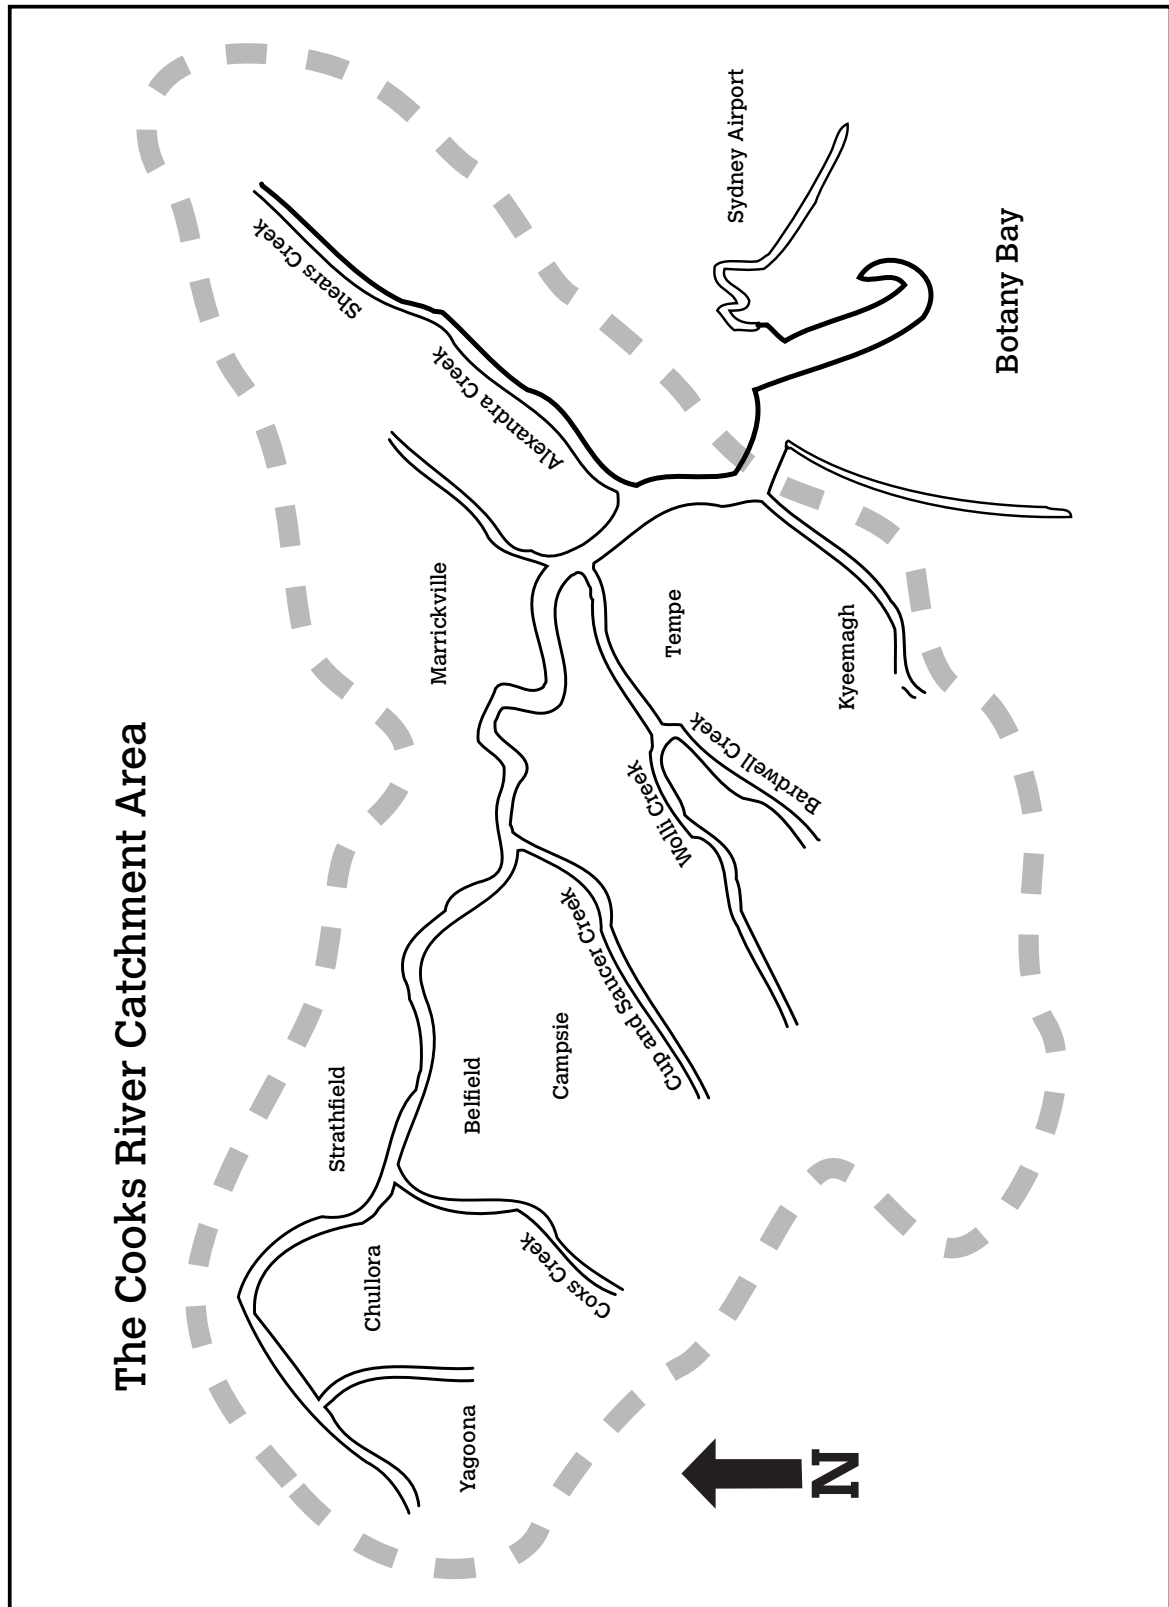 The Cooks River Catchment Area
Shears Creek
Alexandra Creek
Sydney Airport
Botany Bay
Marrickville
Tempe
Kyeemagh
Bardwell Creek
Wolli Creek
Cup and Saucer Creek
Strathfield
Belfield
Campsie
Chullora
Coxs Creek
Yagoona
N